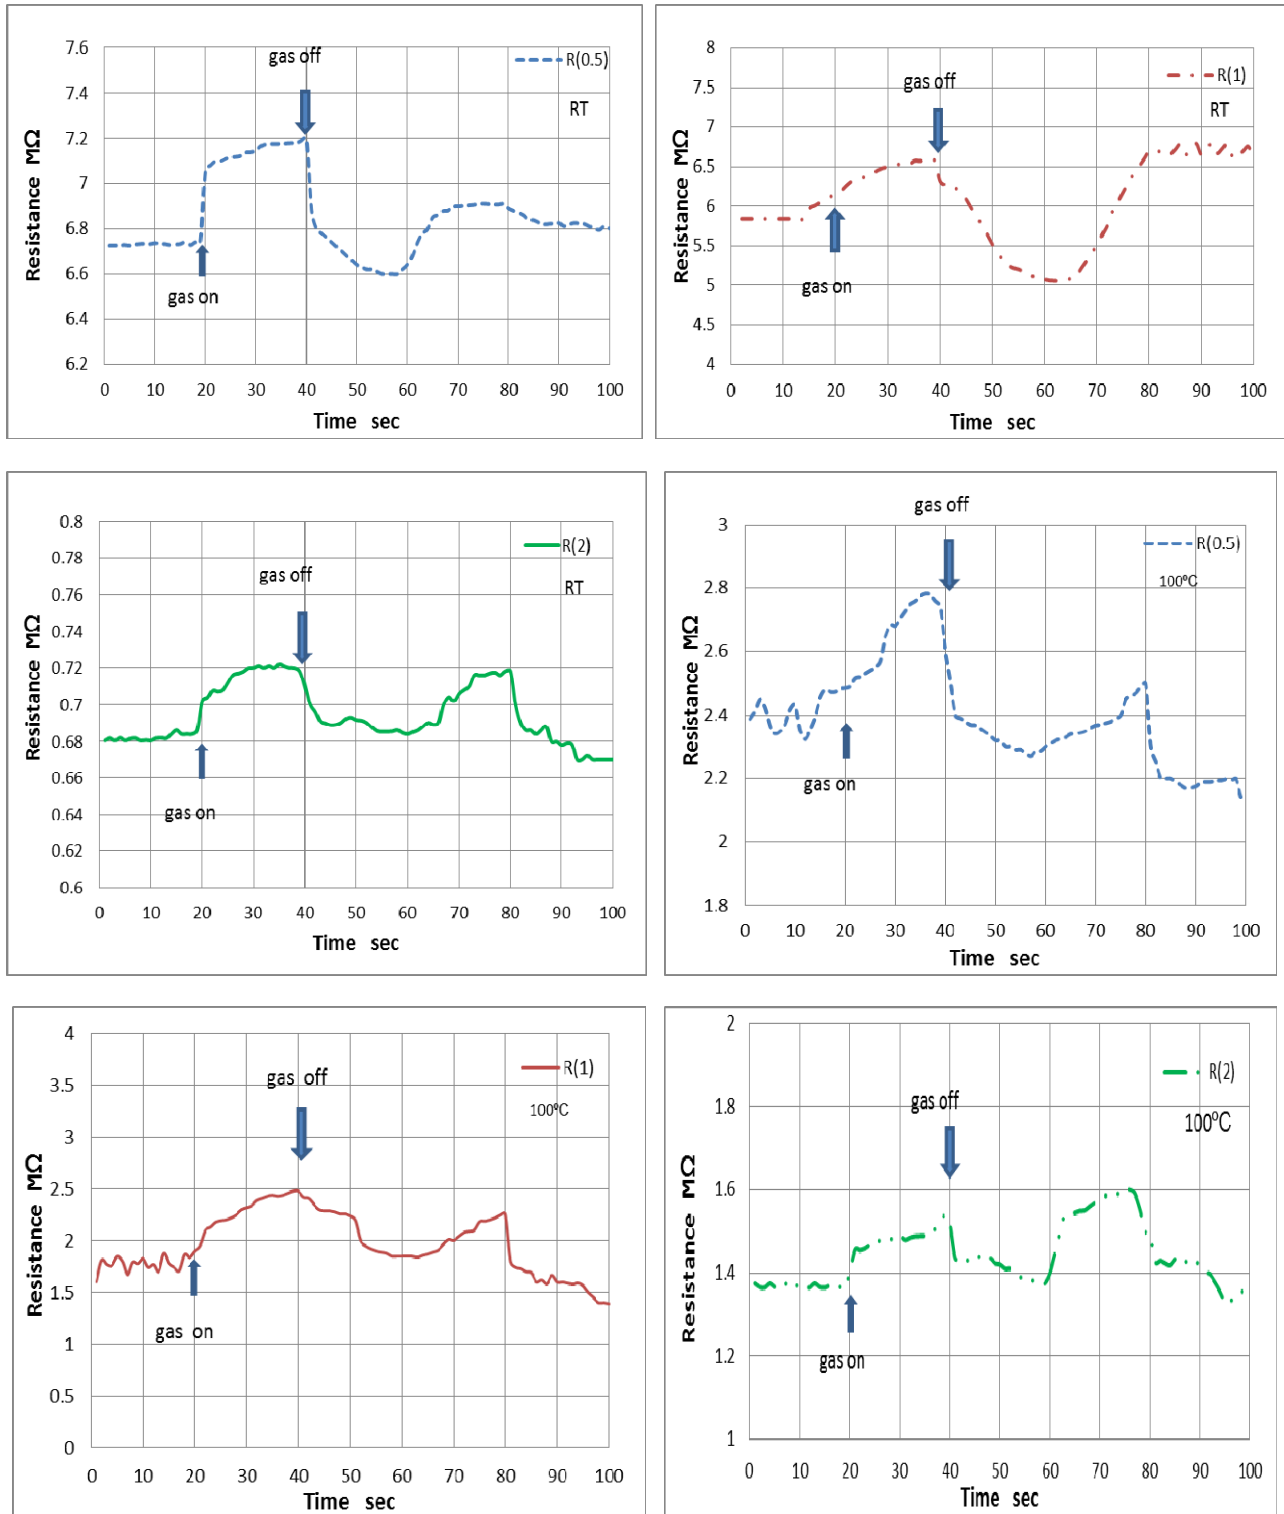 7.6
7.4
7.2
7
6.8
6.6
6.4
6.2
Resistance MΩ
gas off
R(0.5)
RT
gas on
0 10 20 30 40 50 60 70 80 90 100
Time sec
8
7.5
7
6.5
6
5.5
5
4.5
4
Resistance MΩ
gas off
R(1)
RT
gas on
0 10 20 30 40 50 60 70 80 90 100
Time sec
0.8
0.78
0.76
0.74
0.72
0.7
0.68
0.66
0.64
0.62
0.6
Resistance MΩ
R(2)
gas off
RT
gas on
0 10 20 30 40 50 60 70 80 90 100
Time sec
3
2.8
2.6
2.4
2.2
2
1.8
Resistance MΩ
gas off
R(0.5)
100°C
gas on
0 10 20 30 40 50 60 70 80 90 100
Time sec
4
3.5
3
2.5
2
1.5
1
0.5
0
Resistance MΩ
R(1)
gas off
100°C
gas on
0 10 20 30 40 50 60 70 80 90 100
Time sec
2
1.8
1.6
1.4
1.2
1
Resistance MΩ
R(2)
gas off
100°C
gas on
0 10 20 30 40 50 60 70 80 90 100
Time sec